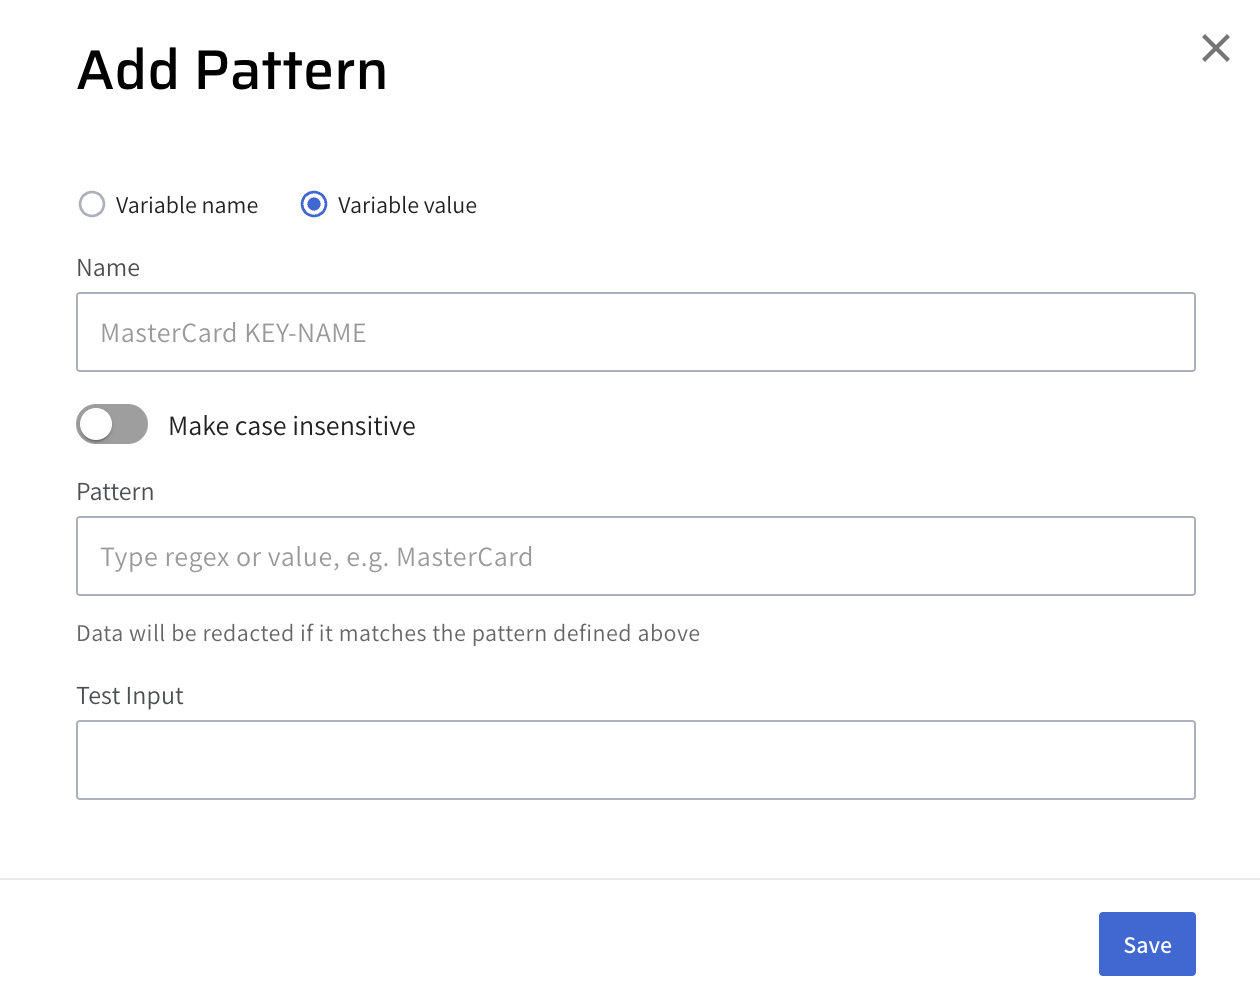 Add Pattern
Variable name
Variable value
Name
MasterCard KEY-NAME
Make case insensitive
Pattern
Type regex or value, e.g. MasterCard
Data will be redacted if it matches the pattern defined above
Test Input
Save